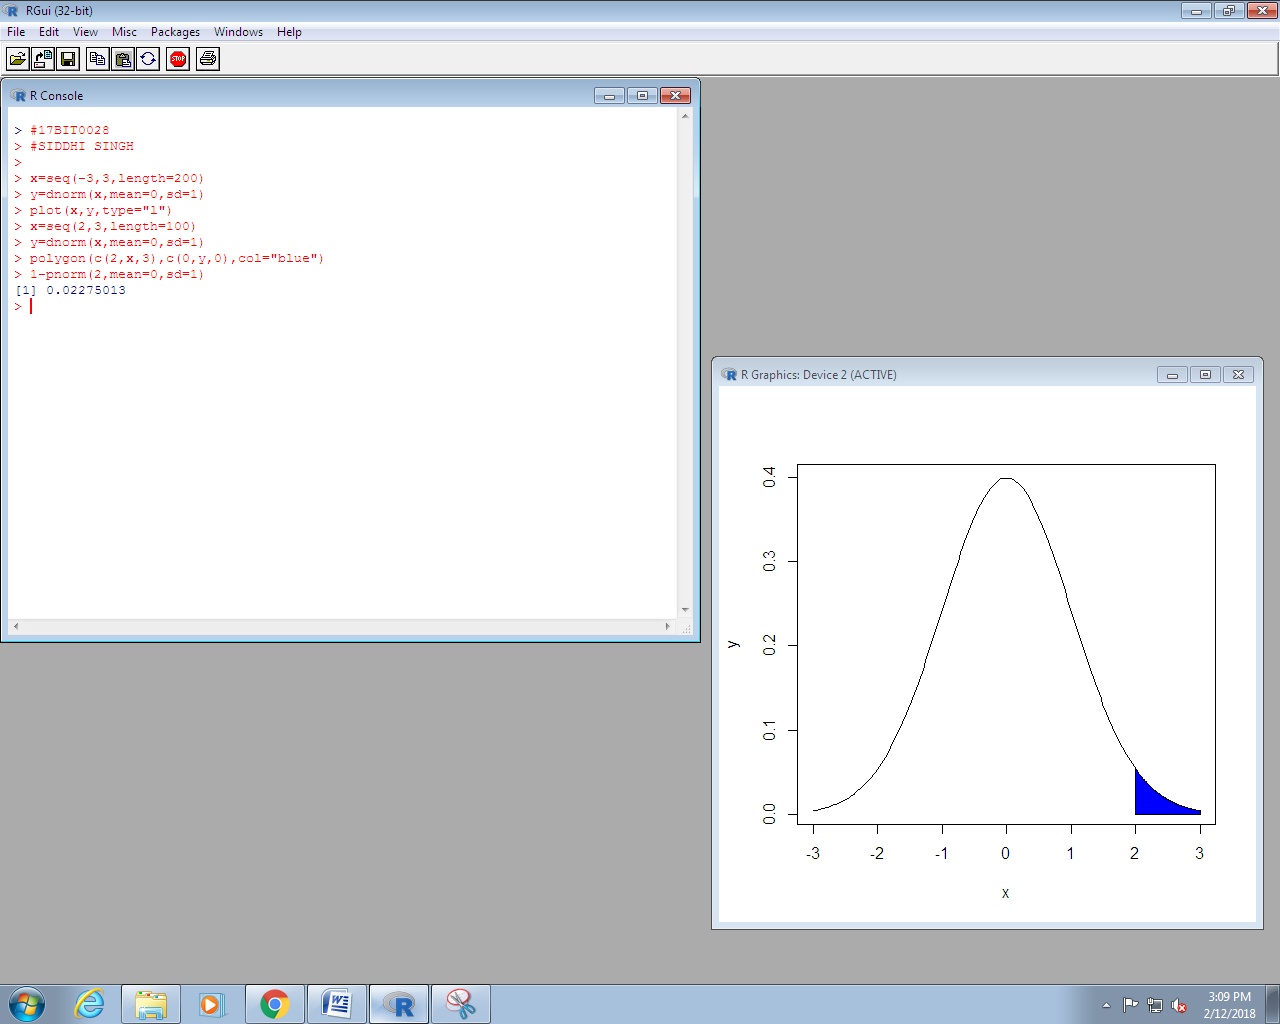 RGui (32-bit)
File Edit View Misc Packages Windows Help
STOP
R Console
> #17BIT0028
> #SIDDHI SINGH
>
> x=seq(-3,3,length=200)
> y=dnorm(x,mean=0,sd=1)
> plot(x,y,type="l")
> x=seq(2,3,length=100)
> y=dnorm(x,mean=0,sd=1)
> polygon(c(2,x,3),c(0,y,0),col="blue")
> 1-pnorm(2,mean=0,sd=1)
[1] 0.02275013
>
R Graphics: Device 2 (ACTIVE)
0.4
0.3
0.2
0.1
0.0
y
-3 -2 -1 0 1 2 3
x
3:09 PM
2/12/2018